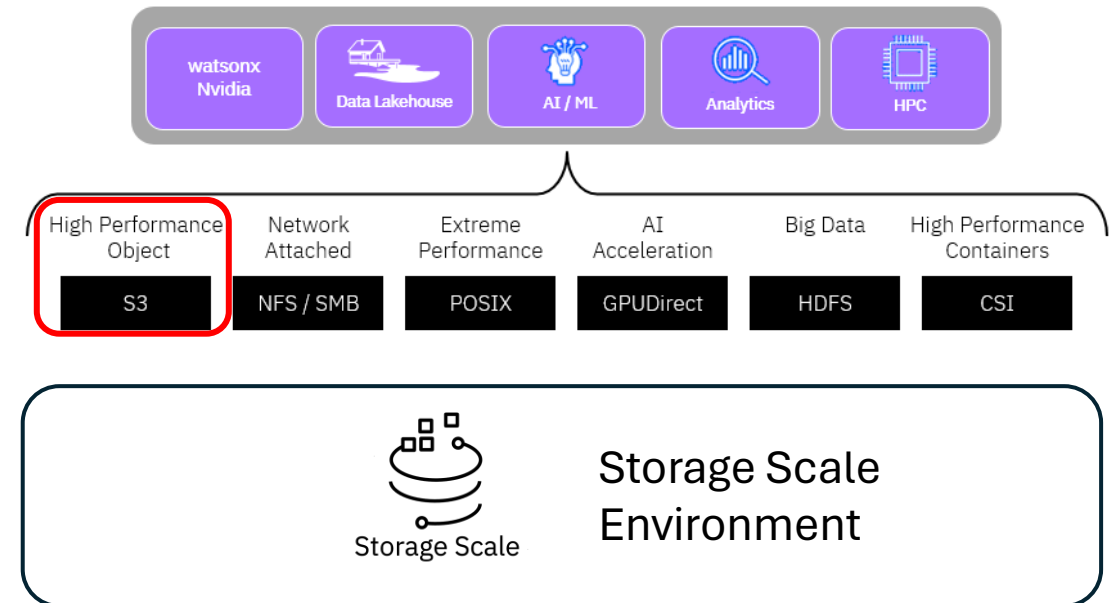 watsonx
Nvidia
Data Lakehouse
AI / ML
Analytics
HPC
High Performance
Object
Network
Attached
Extreme
Performance
AI
Acceleration
Big Data
High Performance
Containers
S3
NFS / SMB
POSIX
GPUDirect
HDFS
CSI
Storage Scale
Storage Scale
Environment